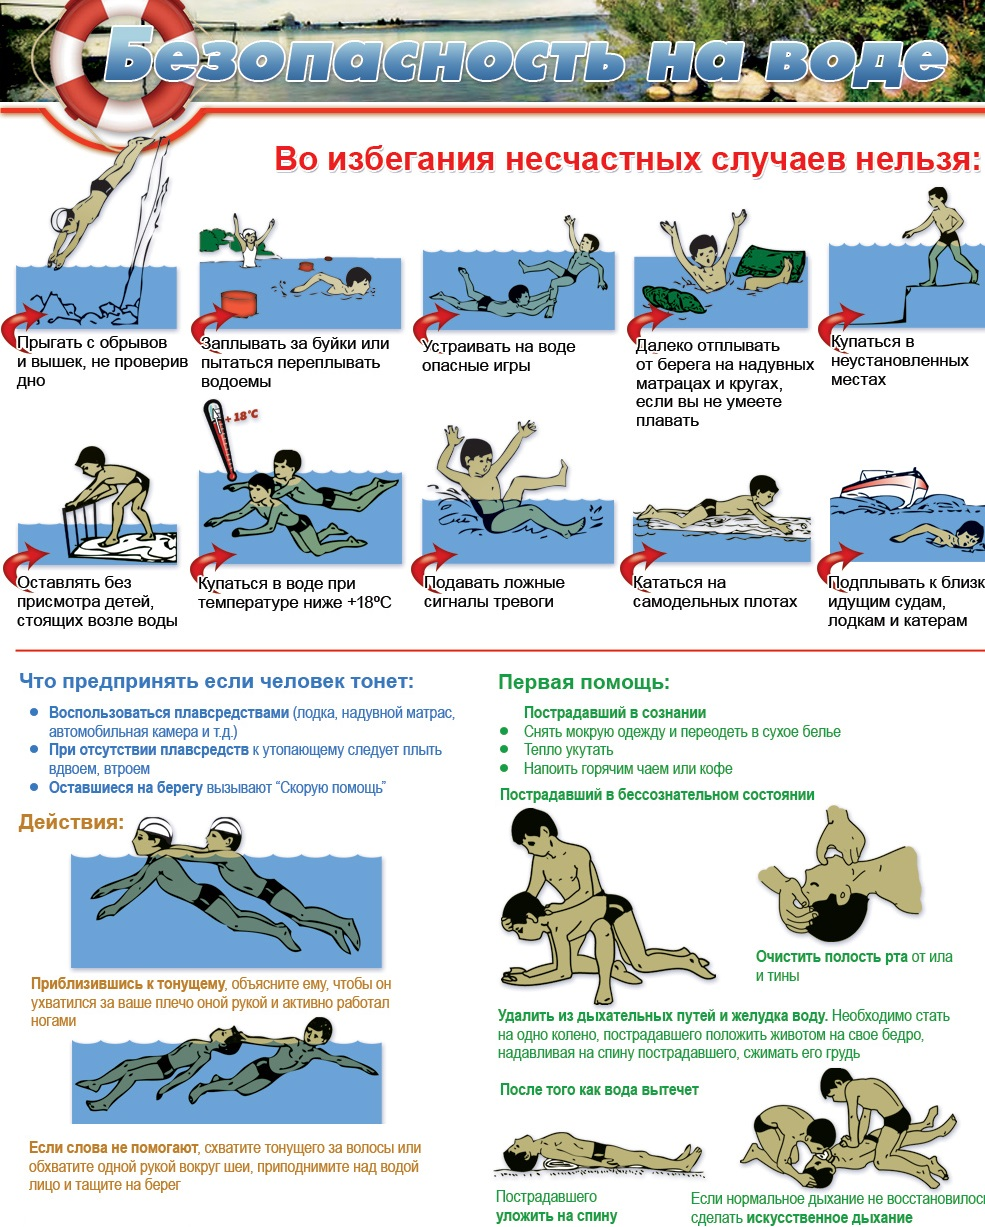 Безопасность на воде
Во избегания несчастных случаев нельзя:
Прыгать с обрывов
и вышек, не проверив
дно
Заплывать за буйки или
пытаться переплывать
водоемы
Устраивать на воде
опасные игры
Далеко отплывать
от берега на надувных
матрацах и кругах,
если вы не умеете
плавать
Купаться в
неустановленных
местах
+ 18°C
Оставлять без
присмотра детей,
стоящих возле воды
Купаться в воде при
температуре ниже +18ºС
Подавать ложные
сигналы тревоги
Кататься на
самодельных плотах
Подплывать к близк
идущим судам,
лодкам и катерам
Что предпринять если человек тонет:
• Воспользоваться плавсредствами (лодка, надувной матрас,
автомобильная камера и т.д.)
• При отсутствии плавсредств к утопающему следует плыть
вдвоем, втроем
• Оставшиеся на берегу вызывают “Скорую помощь”
Действия:
Приблизившись к тонущему, объясните ему, чтобы он
ухватился за ваше плечо оной рукой и активно работал
ногами
Если слова не помогают, схватите тонущего за волосы или
обхватите одной рукой вокруг шеи, приподнимите над водой
лицо и тащите на берег
Первая помощь:
Пострадавший в сознании
• Снять мокрую одежду и переодеть в сухое белье
• Тепло укутать
• Напоить горячим чаем или кофе
Пострадавший в бессознательном состоянии
Очистить полость рта от ила
и тины
Удалить из дыхательных путей и желудка воду. Необходимо стать
на одно колено, пострадавшего положить животом на свое бедро,
надавливая на спину пострадавшего, сжимать его грудь
После того как вода вытечет
Пострадавшего
уложить на спину
Если нормальное дыхание не восстановилос
сделать искусственное дыхание